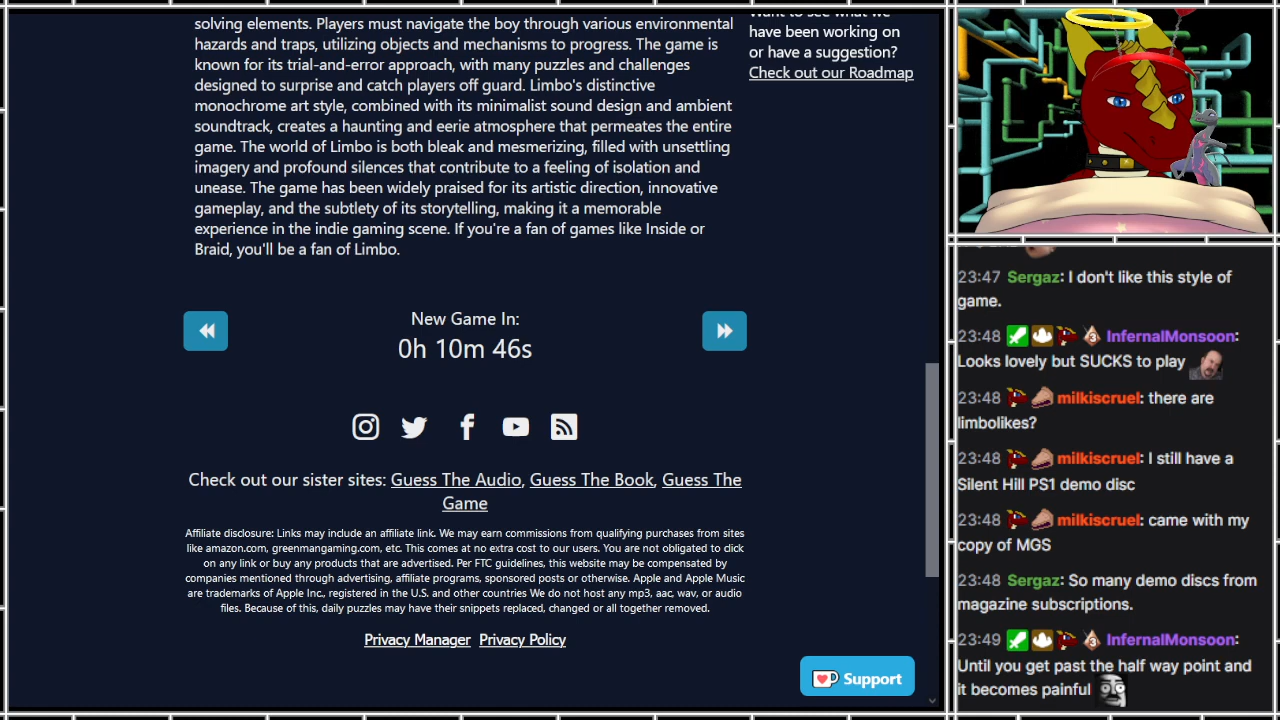 solving elements. Players must navigate the boy through various environmental
hazards and traps, utilizing objects and mechanisms to progress. The game is
known for its trial-and-error approach, with many puzzles and challenges
designed to surprise and catch players off guard. Limbo's distinctive
monochrome art style, combined with its minimalist sound design and ambient
soundtrack, creates a haunting and eerie atmosphere that permeates the entire
game. The world of Limbo is both bleak and mesmerizing, filled with unsettling
imagery and profound silences that contribute to a feeling of isolation and
unease. The game has been widely praised for its artistic direction, innovative
gameplay, and the subtlety of its storytelling, making it a memorable
experience in the indie gaming scene. If you're a fan of games like Inside or
Braid, you'll be a fan of Limbo.
Want to see what we
have been working on
or have a suggestion?
Check out our Roadmap
New Game In:
0h 10m 46s
Check out our sister sites: Guess The Audio, Guess The Book, Guess The
Game
Affiliate disclosure: Links may include an affiliate link. We may earn commissions from qualifying purchases from sites
like amazon.com, greenmangaming.com, etc. This comes at no extra cost to our users. You are not obligated to click
on any link or buy any products that are advertised. Per FTC guidelines, this website may be compensated by
companies mentioned through advertising, affiliate programs, sponsored posts or otherwise. Apple and Apple Music
are trademarks of Apple Inc, registered in the U.S. and other countries We do not host any mp3, aac, wav, or audio
files. Because of this, daily puzzles may have their snippets replaced, changed or all together removed.
Privacy Manager Privacy Policy
Support
23:47 Sergaz: I don't like this style of
game.
23:48 InfernalMonsoon:
Looks lovely but SUCKS to play
23:48 milkiscruel: there are
limbolikes?
23:48 milkiscruel: I still have a
Silent Hill PS1 demo disc
23:48 milkiscruel: came with my
copy of MGS
23:48 Sergaz: So many demo discs from
magazine subscriptions.
23:49 InfernalMonsoon:
Until you get past the half way point and
it becomes painful